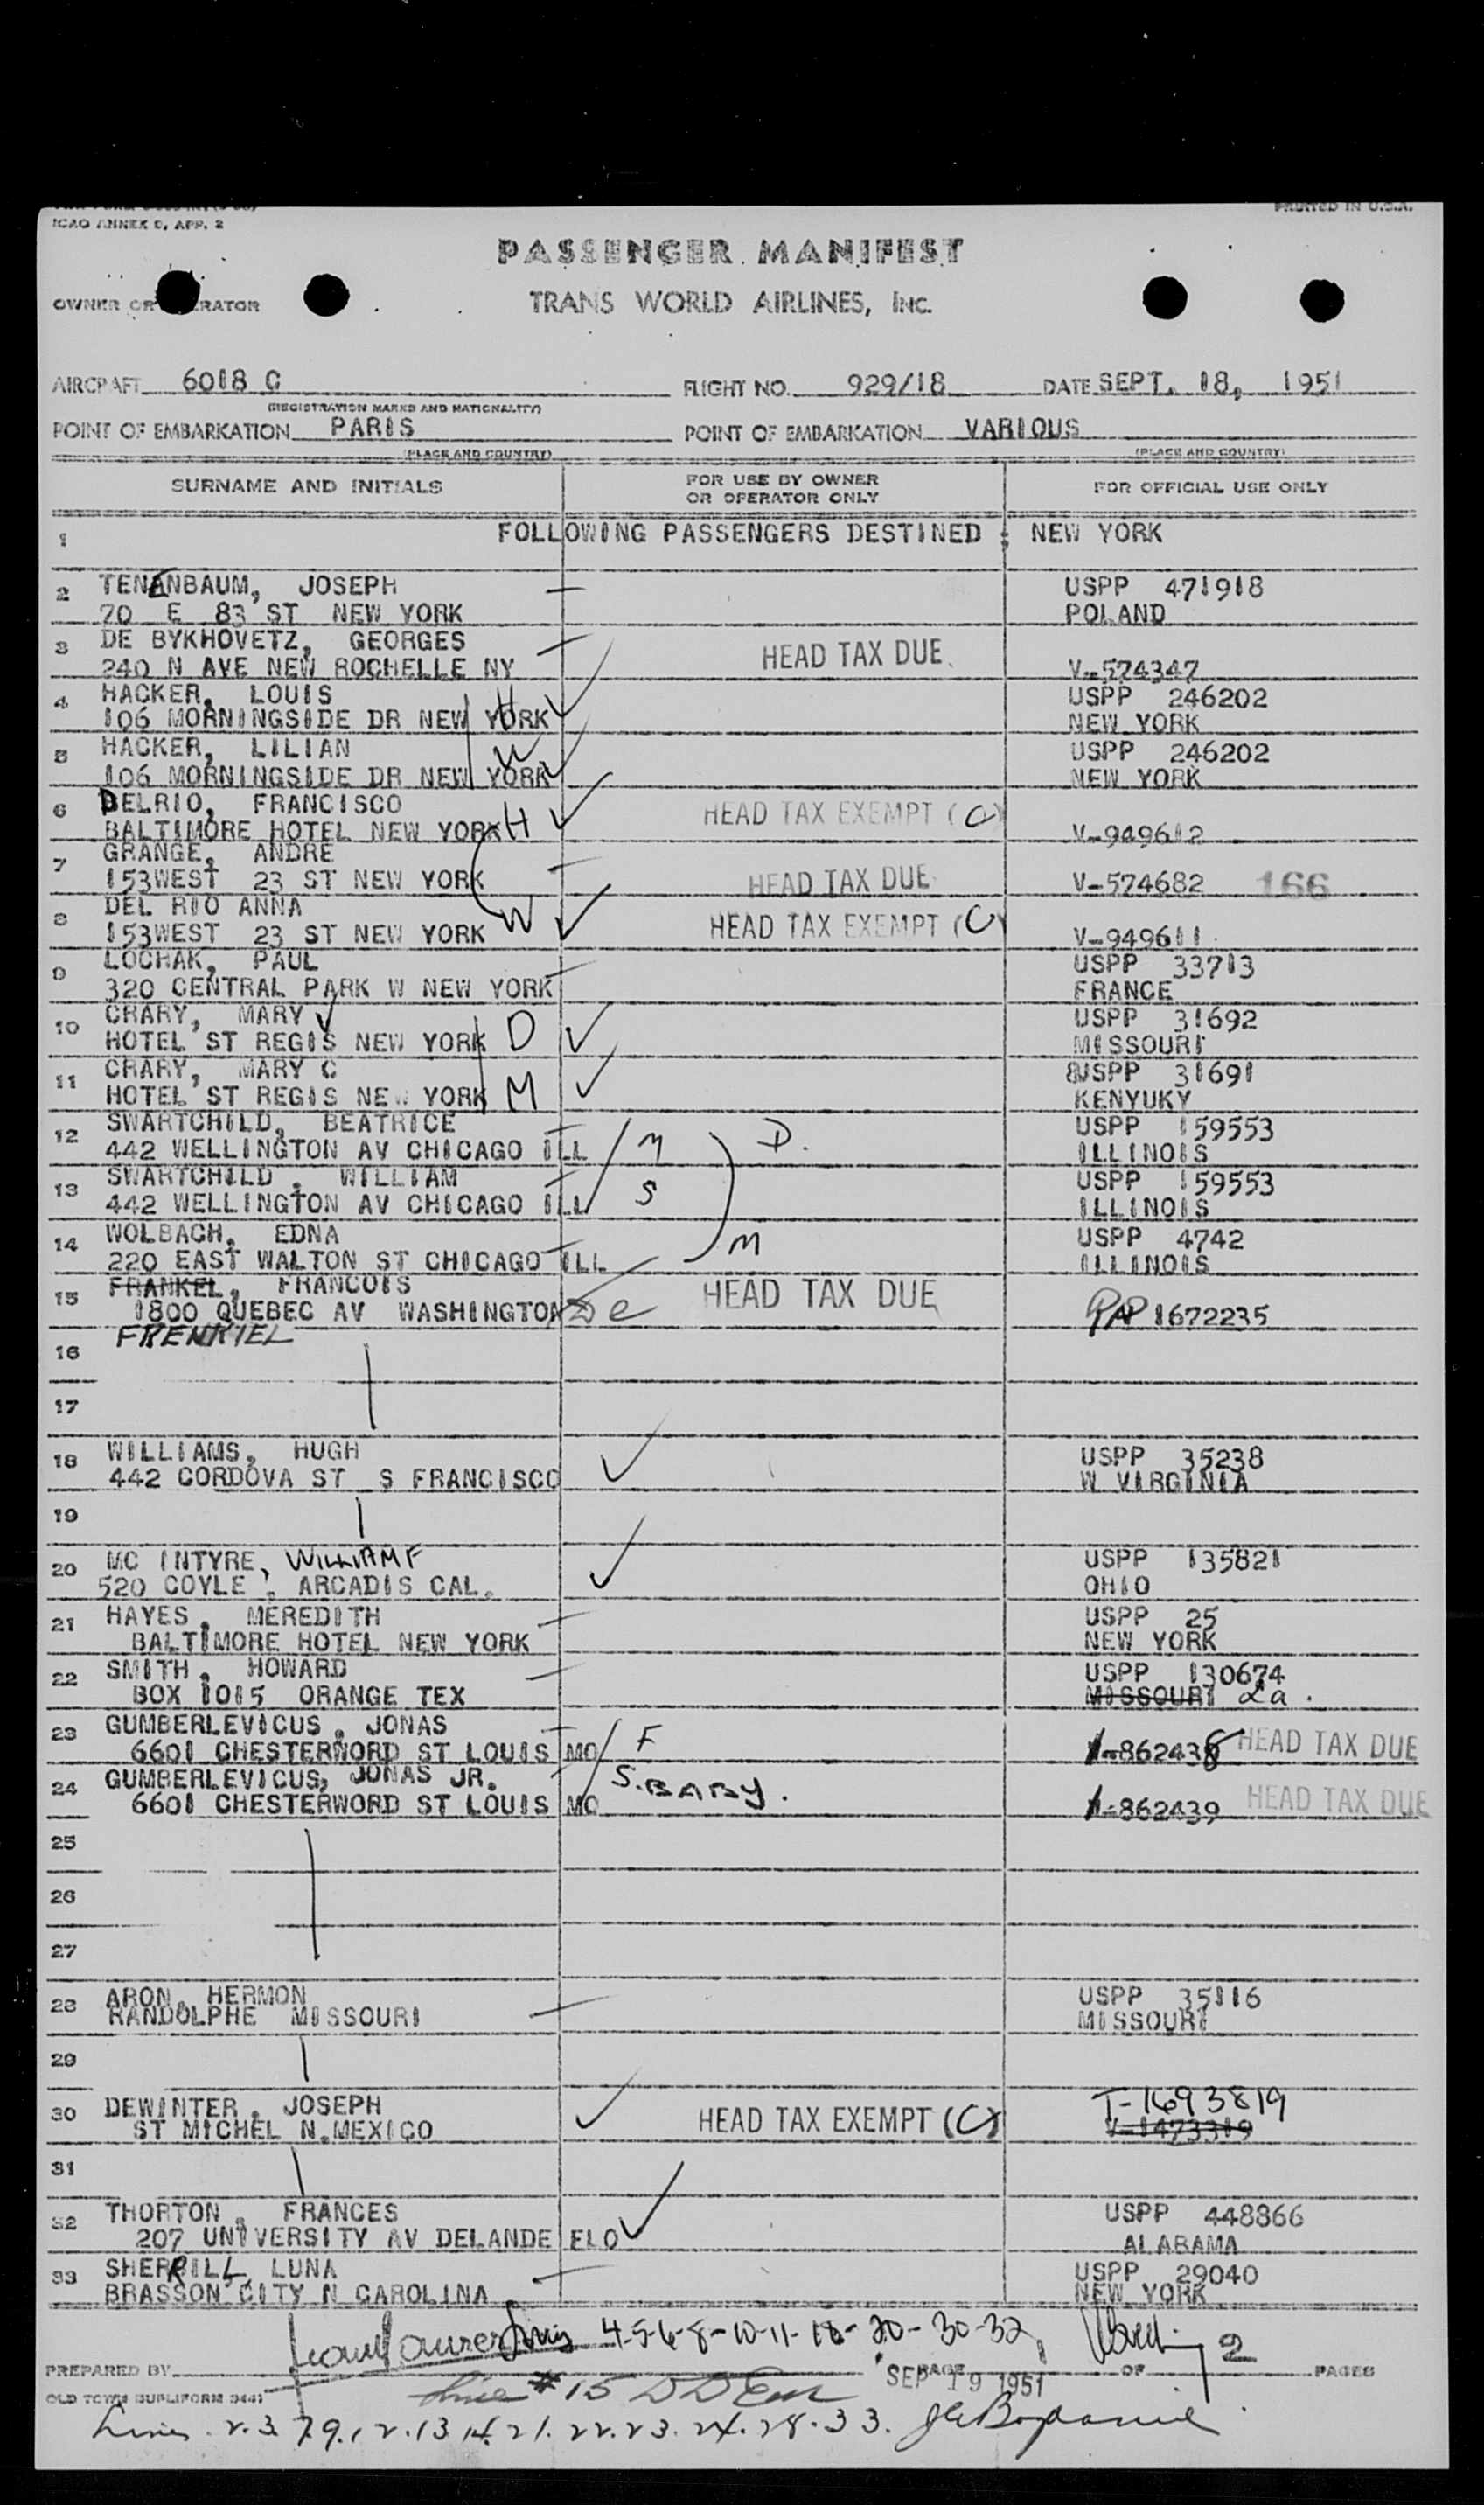 ICAO ANNEX 9, APP. 2
PRINTED IN U.S.A.
PASSENGER MANIFEST
OWNER OR OPERATOR
TRANS WORLD AIRLINES, INC.
AIRCRAFT 6018 C FLIGHT NO. 929/18 DATE SEPT. 18, 1951
(REGISTRATION MARKS AND NATIONALITY)
POINT OF EMBARKATION PARIS POINT OF EMBARKATION VARIOUS
(PLACE AND COUNTRY) (PLACE AND COUNTRY)
SURNAME AND INITIALS FOR USE BY OWNER OR OPERATOR ONLY FOR OFFICIAL USE ONLY
1 FOLLOWING PASSENGERS DESTINED : NEW YORK
2 TENENBAUM, JOSEPH — USPP 471918
70 E 83 ST NEW YORK POLAND
3 DE BYKHOVETZ, GEORGES — HEAD TAX DUE
240 N AVE NEW ROCHELLE NY V-574347
4 HACKER, LOUIS H ✓ USPP 246202
106 MORNINGSIDE DR NEW YORK NEW YORK
5 HACKER, LILIAN W ✓ USPP 246202
106 MORNINGSIDE DR NEW YORK NEW YORK
6 DELRIO, FRANCISCO HEAD TAX EXEMPT (C)
BALTIMORE HOTEL NEW YORK H ✓ V-949612
7 GRANGE, ANDRE —
153WEST 23 ST NEW YORK HEAD TAX DUE V-574682 166
8 DEL RIO ANNA W ✓ HEAD TAX EXEMPT (C)
153WEST 23 ST NEW YORK V-949611
9 LOCHAK, PAUL — USPP 33713
320 CENTRAL PARK W NEW YORK FRANCE
10 CRARY, MARY ✓ USPP 31692
HOTEL ST REGIS NEW YORK D ✓ MISSOURI
11 CRARY, MARY C USPP 31691
HOTEL ST REGIS NEW YORK M ✓ KENYUKY
12 SWARTCHILD, BEATRICE — USPP 159553
442 WELLINGTON AV CHICAGO ILL M D. ILLINOIS
13 SWARTCHILD, WILLIAM — USPP 159553
442 WELLINGTON AV CHICAGO ILL S ILLINOIS
14 WOLBACH, EDNA USPP 4742
220 EAST WALTON ST CHICAGO ILL M ILLINOIS
15 FRANKEL, FRANCOIS HEAD TAX DUE
1800 QUEBEC AV WASHINGTON DC 1672235
FRENKIEL
16
17
18 WILLIAMS, HUGH ✓ USPP 35238
442 CORDOVA ST S FRANCISCO W VIRGINIA
19
20 MC INTYRE, WILLIAM F ✓ USPP 135821
520 COYLE, ARCADIS CAL. OHIO
21 HAYES, MEREDITH — USPP 25
BALTIMORE HOTEL NEW YORK NEW YORK
22 SMITH, HOWARD — USPP 130674
BOX 1015 ORANGE TEX MISSOURI La.
23 GUMBERLEVICUS, JONAS — F
6601 CHESTERWORD ST LOUIS MO -862438 HEAD TAX DUE
24 GUMBERLEVICUS, JONAS JR. — S. BABY.
6601 CHESTERWORD ST LOUIS MO -862439 HEAD TAX DUE
25
26
27
28 ARON, HERMON USPP 35116
RANDOLPHE MISSOURI — MISSOURI
29
30 DEWINTER, JOSEPH ✓ T-1693819
ST MICHEL N.MEXICO HEAD TAX EXEMPT (C) V-1473319
31
32 THORTON, FRANCES ✓ USPP 448866
207 UNIVERSITY AV DELANDE FLO ALABAMA
33 SHERRILL, LUNA — USPP 29040
BRASSON CITY N CAROLINA NEW YORK
4-5-6-8-10-11-18-20-30-32,
PREPARED BY PAGE OF 2 PAGES
SEP 19 1951
OLD TOWN DUPLIFORM 9441
Line #15
Lines 2.3.7.9.12.13.14.21.22.23.24.28.33.